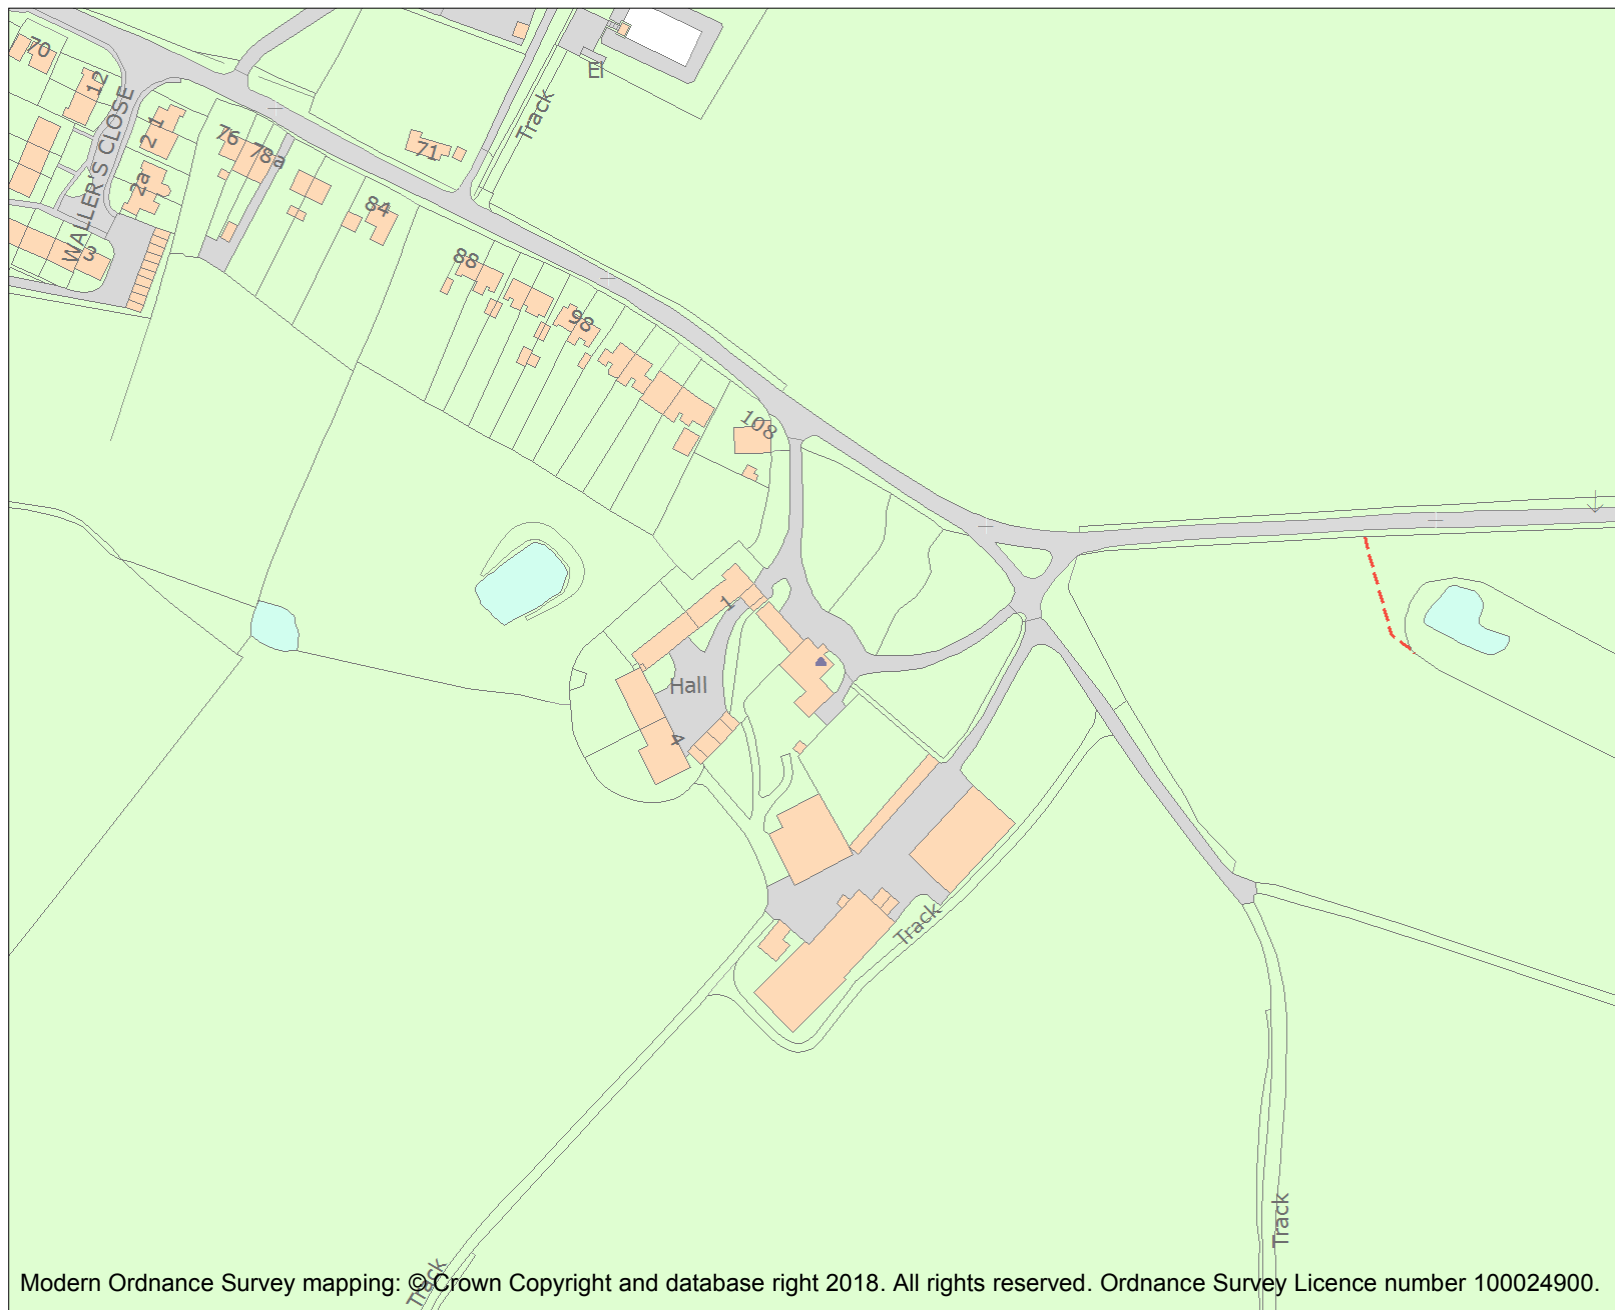 70
12
El
Track
WALLER'S CLOSE
1
2
76
78a
71
2a
84
3
88
98
108
1
Hall
4
Track
Track
Track
Modern Ordnance Survey mapping: © Crown Copyright and database right 2018. All rights reserved. Ordnance Survey Licence number 100024900.